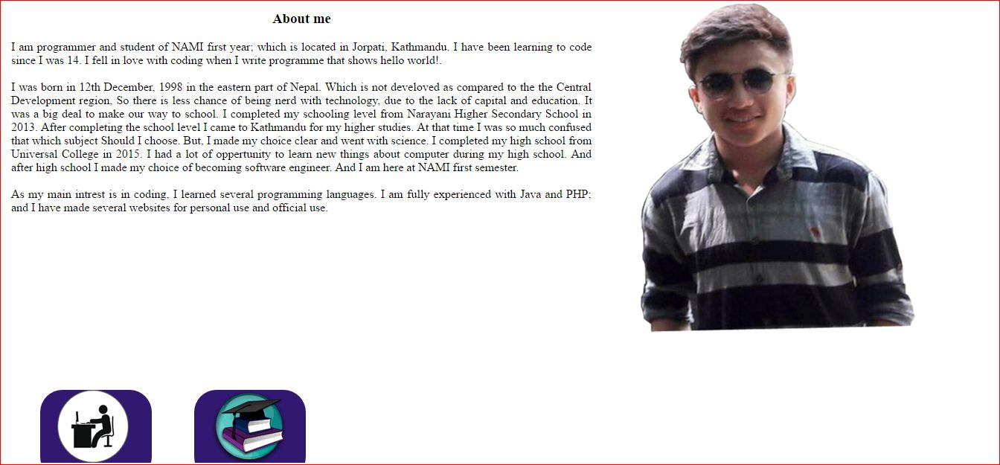 About me
I am programmer and student of NAMI first year; which is located in Jorpati, Kathmandu. I have been learning to code
since I was 14. I fell in love with coding when I write programme that shows hello world!.
I was born in 12th December, 1998 in the eastern part of Nepal. Which is not develoved as compared to the the Central
Development region, So there is less chance of being nerd with technology, due to the lack of capital and education. It
was a big deal to make our way to school. I completed my schooling level from Narayani Higher Secondary School in
2013. After completing the school level I came to Kathmandu for my higher studies. At that time I was so much confused
that which subject Should I choose. But, I made my choice clear and went with science. I completed my high school from
Universal College in 2015. I had a lot of oppertunity to learn new things about computer during my high school. And
after high school I made my choice of becoming software engineer. And I am here at NAMI first semester.
As my main intrest is in coding, I learned several programming languages. I am fully experienced with Java and PHP;
and I have made several websites for personal use and official use.